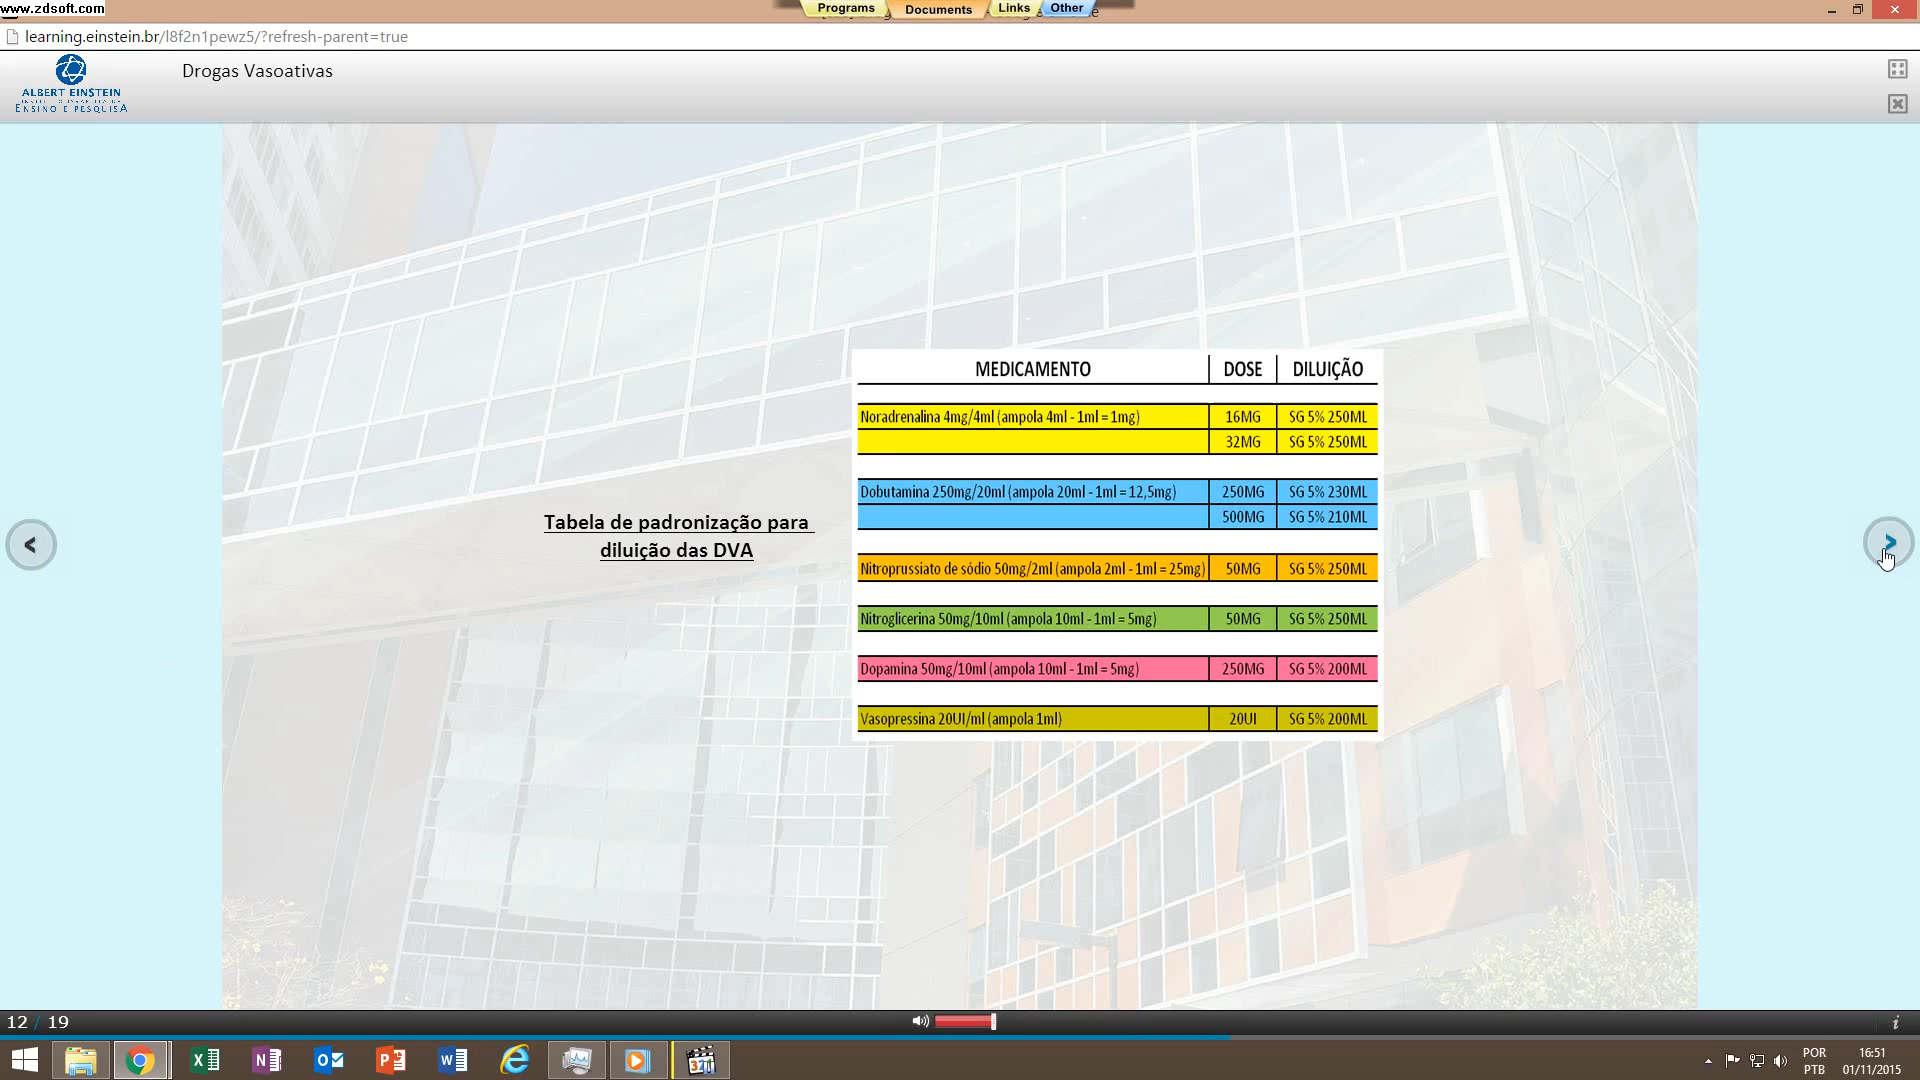 www.zdsoft.com
Programs
Documents
Links
Other
learning.einstein.br/l8f2n1pewz5/?refresh-parent=true
ALBERT EINSTEIN
ENSINO E PESQUISA
Drogas Vasoativas
Tabela de padronização para
diluição das DVA
MEDICAMENTO DOSE DILUIÇÃO
Noradrenalina 4mg/4ml (ampola 4ml - 1ml = 1mg) 16MG SG 5% 250ML
32MG SG 5% 250ML
Dobutamina 250mg/20ml (ampola 20ml - 1ml = 12,5mg) 250MG SG 5% 230ML
500MG SG 5% 210ML
Nitroprussiato de sódio 50mg/2ml (ampola 2ml - 1ml = 25mg) 50MG SG 5% 250ML
Nitroglicerina 50mg/10ml (ampola 10ml - 1ml = 5mg) 50MG SG 5% 250ML
Dopamina 50mg/10ml (ampola 10ml - 1ml = 5mg) 250MG SG 5% 200ML
Vasopressina 20UI/ml (ampola 1ml) 20UI SG 5% 200ML
12 / 19
i
POR
PTB
16:51
01/11/2015